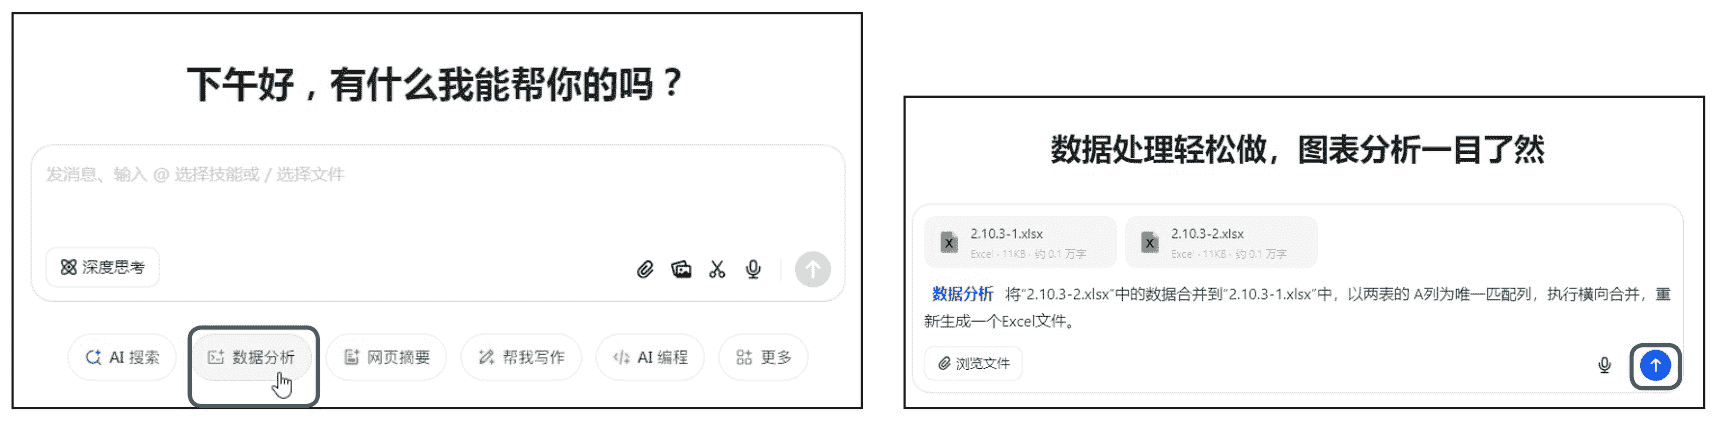 下午好，有什么我能帮你的吗？
发消息、输入 @ 选择技能或 / 选择文件
深度思考
AI 搜索
数据分析
网页摘要
帮我写作
AI 编程
更多
数据处理轻松做，图表分析一目了然
2.10.3-1.xlsx
Excel · 11KB · 约 0.1 万字
2.10.3-2.xlsx
Excel · 11KB · 约 0.1 万字
数据分析 将“2.10.3-2.xlsx”中的数据合并到“2.10.3-1.xlsx”中，以两表的 A列为唯一匹配列，执行横向合并，重
新生成一个Excel文件。
浏览文件